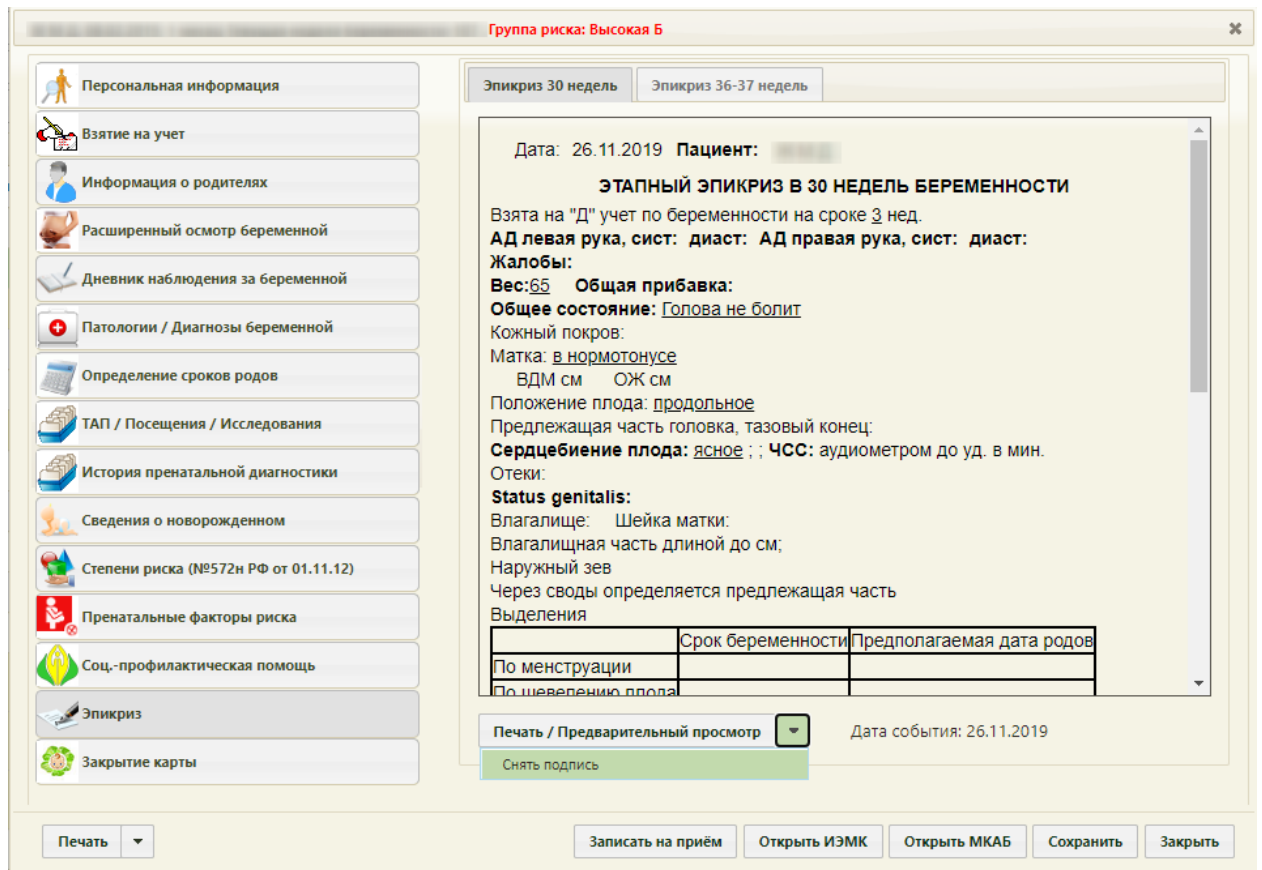 Группа риска: Высокая Б
Персональная информация
Взятие на учет
Информация о родителях
Расширенный осмотр беременной
Дневник наблюдения за беременной
Патологии / Диагнозы беременной
Определение сроков родов
ТАП / Посещения / Исследования
История пренатальной диагностики
Сведения о новорожденном
Степени риска (№572н РФ от 01.11.12)
Пренатальные факторы риска
Соц.-профилактическая помощь
Эпикриз
Закрытие карты
Эпикриз 30 недель
Эпикриз 36-37 недель
Дата: 26.11.2019 Пациент:
ЭТАПНЫЙ ЭПИКРИЗ В 30 НЕДЕЛЬ БЕРЕМЕННОСТИ
Взята на "Д" учет по беременности на сроке 3 нед.
АД левая рука, сист: диаст: АД правая рука, сист: диаст:
Жалобы:
Вес:65 Общая прибавка:
Общее состояние: Голова не болит
Кожный покров:
Матка: в нормотонусе
ВДМ см ОЖ см
Положение плода: продольное
Предлежащая часть головка, тазовый конец:
Сердцебиение плода: ясное ; ; ЧСС: аудиометром до уд. в мин.
Отеки:
Status genitalis:
Влагалище: Шейка матки:
Влагалищная часть длиной до см;
Наружный зев
Через своды определяется предлежащая часть
Выделения
Срок беременности Предполагаемая дата родов
По менструации
По шевелению плода
Печать / Предварительный просмотр
Дата события: 26.11.2019
Снять подпись
Печать
Записать на приём
Открыть ИЭМК
Открыть МКАБ
Сохранить
Закрыть